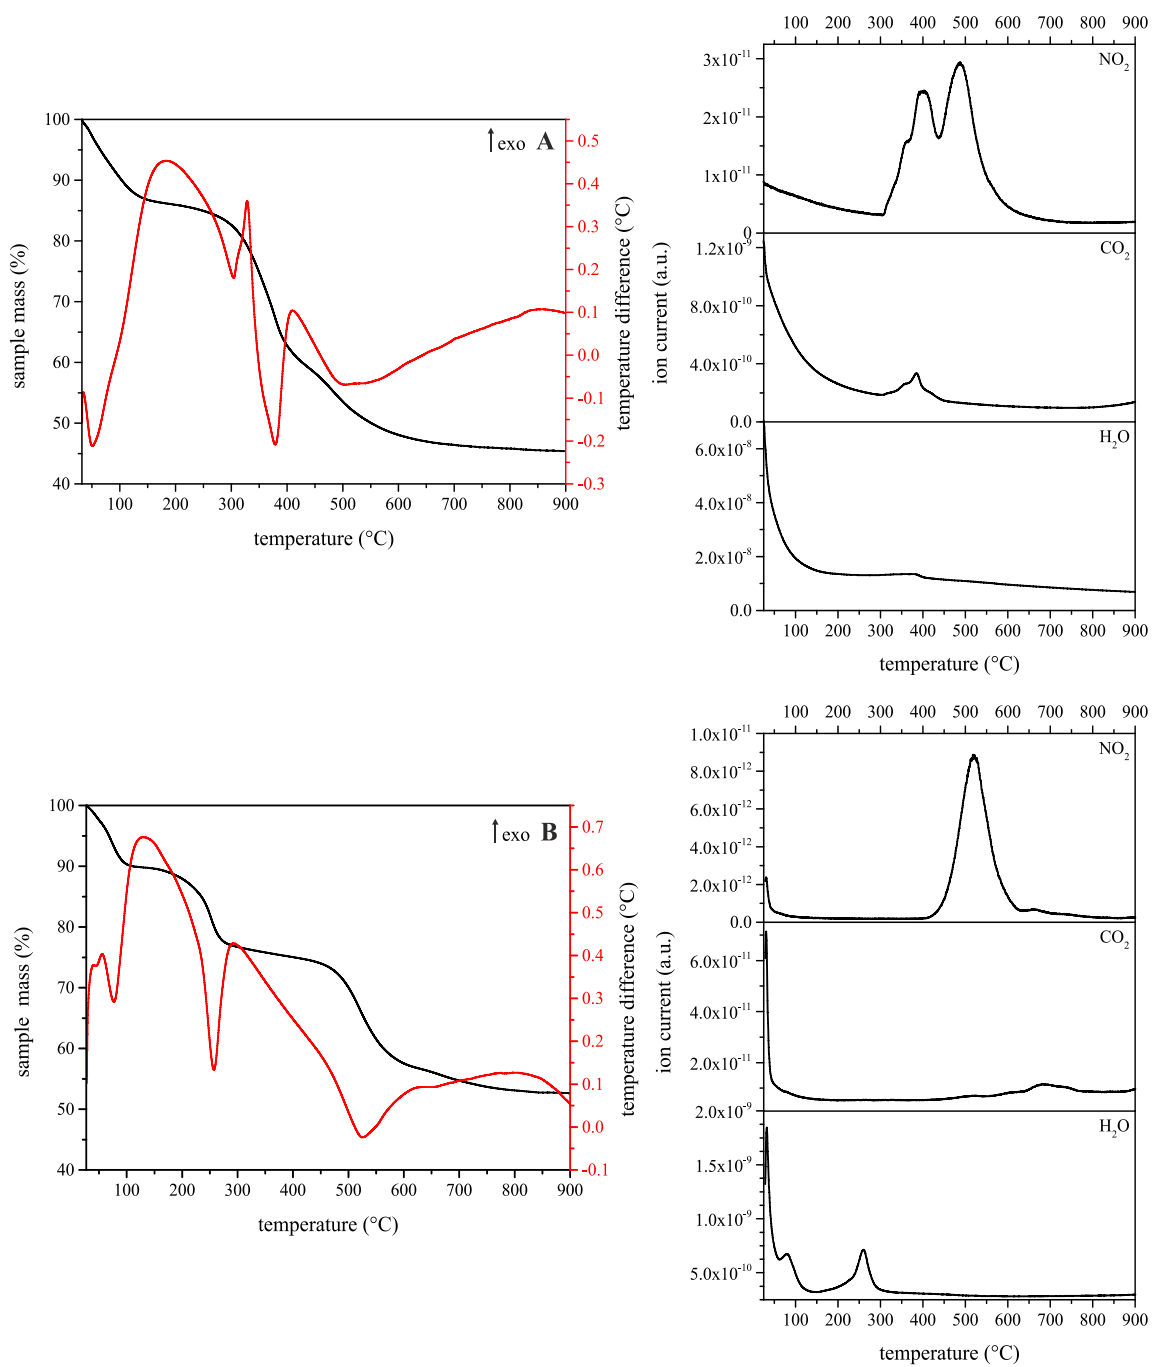 100 200 300 400 500 600 700 800 900
NO₂
3x10⁻¹¹
2x10⁻¹¹
1x10⁻¹¹
0
CO₂
1.2x10⁻⁹
8.0x10⁻¹⁰
4.0x10⁻¹⁰
0.0
H₂O
6.0x10⁻⁸
4.0x10⁻⁸
2.0x10⁻⁸
0.0
ion current (a.u.)
100 200 300 400 500 600 700 800 900
temperature (°C)
↑ exo A
100
90
80
70
60
50
40
sample mass (%)
0.5
0.4
0.3
0.2
0.1
0.0
-0.1
-0.2
-0.3
temperature difference (°C)
100 200 300 400 500 600 700 800 900
temperature (°C)
100 200 300 400 500 600 700 800 900
NO₂
1.0x10⁻¹¹
8.0x10⁻¹²
6.0x10⁻¹²
4.0x10⁻¹²
2.0x10⁻¹²
0.0
CO₂
6.0x10⁻¹¹
4.0x10⁻¹¹
2.0x10⁻¹¹
H₂O
2.0x10⁻⁹
1.5x10⁻⁹
1.0x10⁻⁹
5.0x10⁻¹⁰
ion current (a.u.)
100 200 300 400 500 600 700 800 900
temperature (°C)
↑ exo B
100
90
80
70
60
50
40
sample mass (%)
0.7
0.6
0.5
0.4
0.3
0.2
0.1
0.0
-0.1
temperature difference (°C)
100 200 300 400 500 600 700 800 900
temperature (°C)